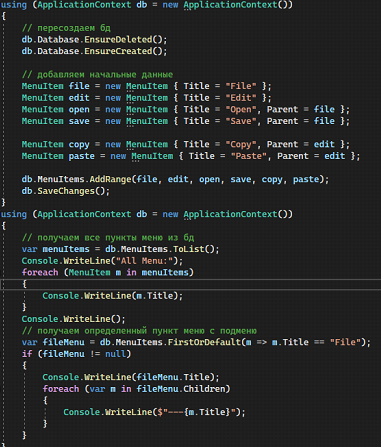 using (ApplicationContext db = new ApplicationContext())
{
    // пересоздаем бд
    db.Database.EnsureDeleted();
    db.Database.EnsureCreated();

    // добавляем начальные данные
    MenuItem file = new MenuItem { Title = "File" };
    MenuItem edit = new MenuItem { Title = "Edit" };
    MenuItem open = new MenuItem { Title = "Open", Parent = file };
    MenuItem save = new MenuItem { Title = "Save", Parent = file };

    MenuItem copy = new MenuItem { Title = "Copy", Parent = edit };
    MenuItem paste = new MenuItem { Title = "Paste", Parent = edit };

    db.MenuItems.AddRange(file, edit, open, save, copy, paste);
    db.SaveChanges();
}
using (ApplicationContext db = new ApplicationContext())
{
    // получаем все пункты меню из бд
    var menuItems = db.MenuItems.ToList();
    Console.WriteLine("All Menu:");
    foreach (MenuItem m in menuItems)
    {
        Console.WriteLine(m.Title);
    }
    Console.WriteLine();
    // получаем определенный пункт меню с подменю
    var fileMenu = db.MenuItems.FirstOrDefault(m => m.Title == "File");
    if (fileMenu != null)
    {
        Console.WriteLine(fileMenu.Title);
        foreach (var m in fileMenu.Children)
        {
            Console.WriteLine($"---{m.Title}");
        }
    }
}